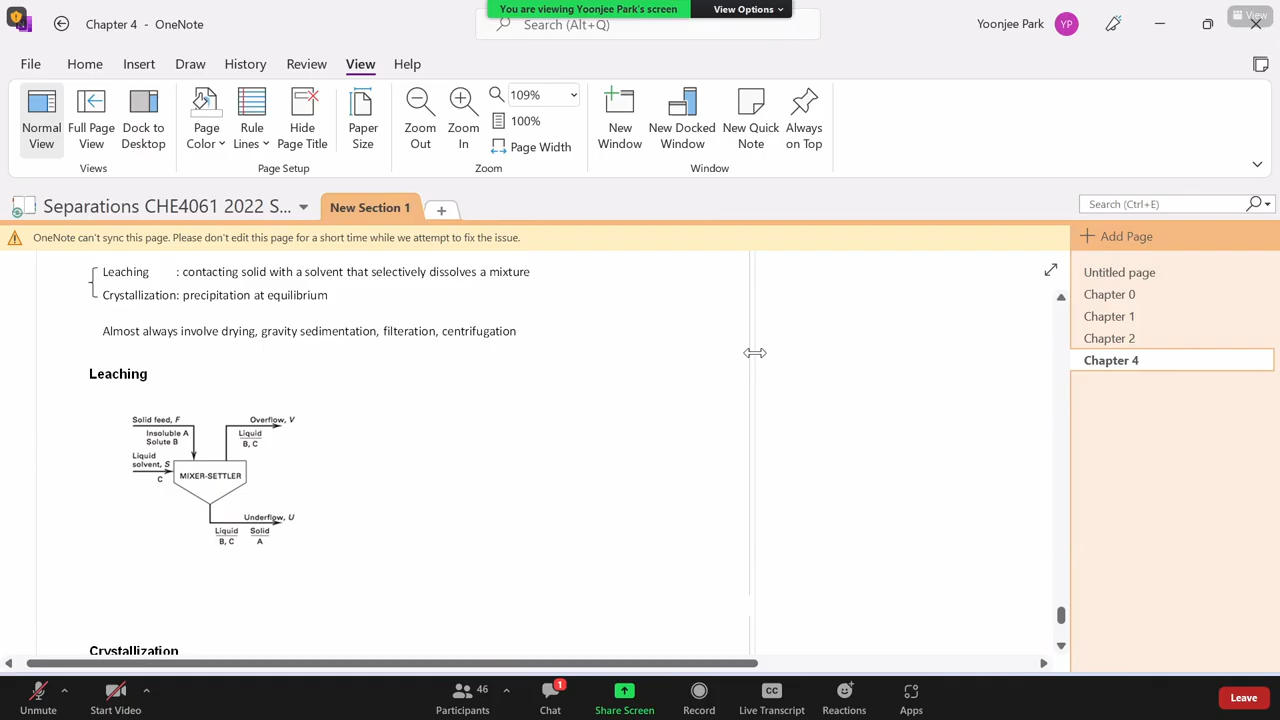 You are viewing Yoonjee Park's screen
View Options
View
Chapter 4 - OneNote
Search (Alt+Q)
Yoonjee Park
YP
File
Home
Insert
Draw
History
Review
View
Help
Normal View
Full Page View
Dock to Desktop
Views
Page Color
Rule Lines
Hide Page Title
Page Setup
Paper Size
Zoom Out
Zoom In
109%
100%
Page Width
Zoom
New Window
New Docked Window
New Quick Note
Always on Top
Window
Separations CHE4061 2022 S...
New Section 1
Search (Ctrl+E)
OneNote can't sync this page. Please don't edit this page for a short time while we attempt to fix the issue.
Add Page
Untitled page
Chapter 0
Chapter 1
Chapter 2
Chapter 4
Leaching : contacting solid with a solvent that selectively dissolves a mixture
Crystallization: precipitation at equilibrium
Almost always involve drying, gravity sedimentation, filteration, centrifugation
Leaching
Solid feed, F
Insoluble A
Solute B
Liquid
solvent, S
C
Overflow, V
Liquid
B, C
MIXER-SETTLER
Underflow, U
Liquid Solid
B, C A
Crystallization
Unmute
Start Video
46
Participants
1
Chat
Share Screen
Record
CC
Live Transcript
Reactions
Apps
Leave